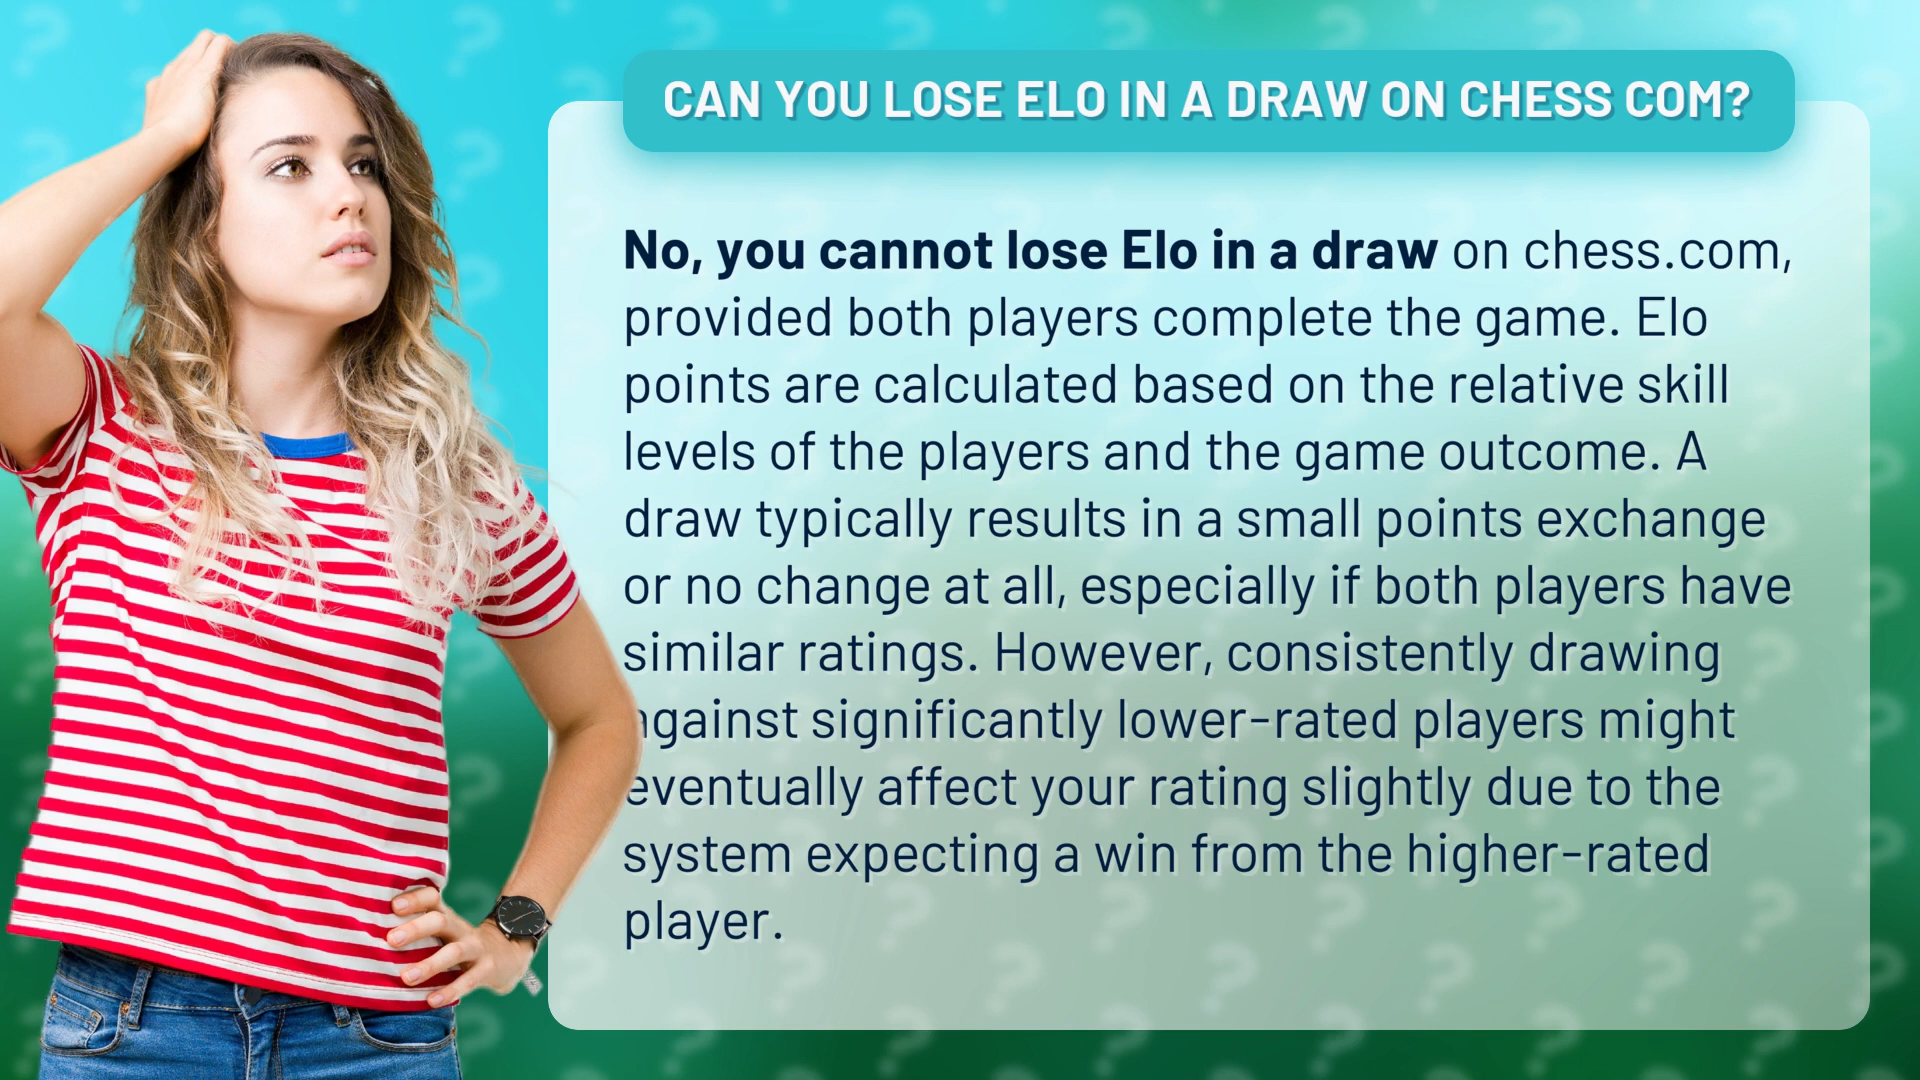 CAN YOU LOSE ELO IN A DRAW ON CHESS COM?
No, you cannot lose Elo in a draw on chess.com,
provided both players complete the game. Elo
points are calculated based on the relative skill
levels of the players and the game outcome. A
draw typically results in a small points exchange
or no change at all, especially if both players have
similar ratings. However, consistently drawing
against significantly lower-rated players might
eventually affect your rating slightly due to the
system expecting a win from the higher-rated
player.